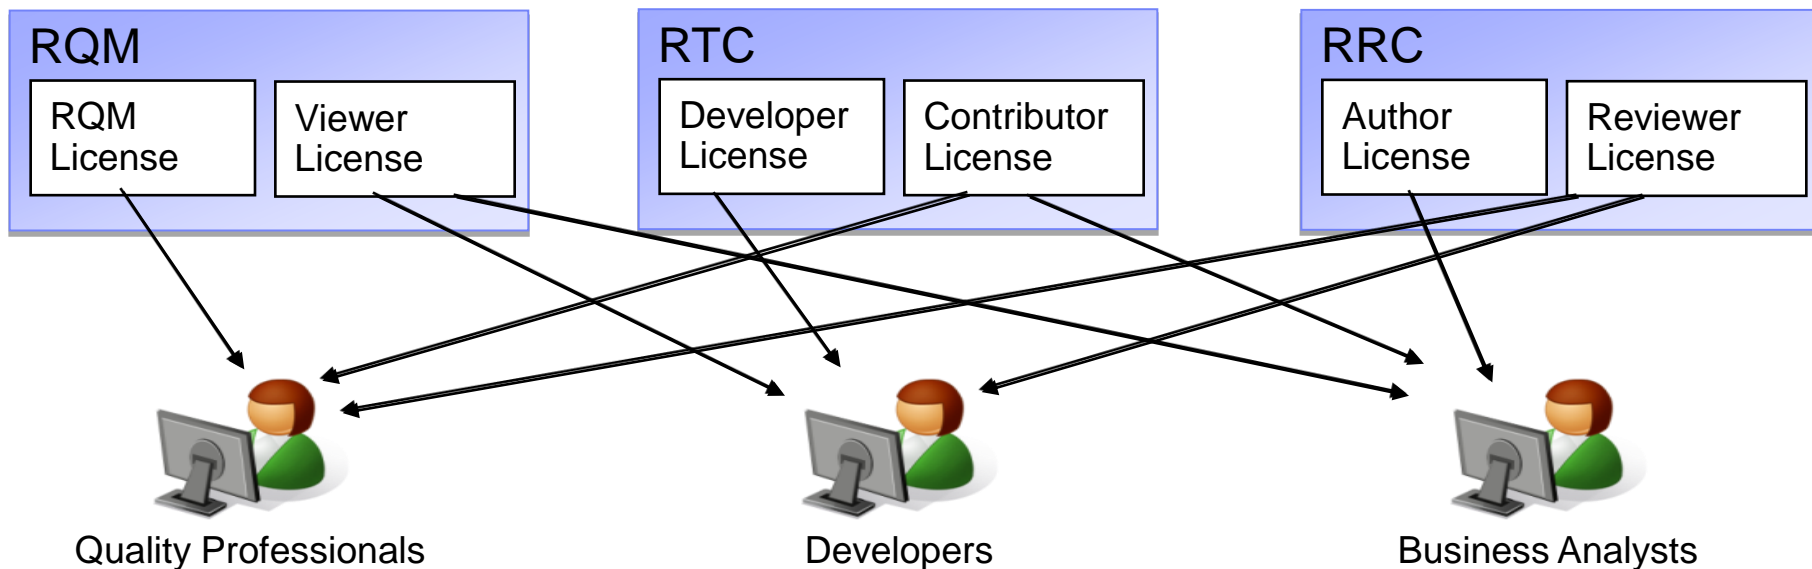 RQM
RQM
License
Viewer
License
RTC
Developer
License
Contributor
License
RRC
Author
License
Reviewer
License
Quality Professionals
Developers
Business Analysts